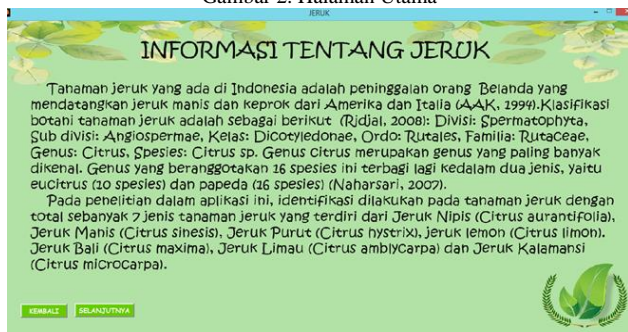 Gambar 2. Halaman Utama
JERUK
INFORMASI TENTANG JERUK
Tanaman jeruk yang ada di Indonesia adalah peninggalan orang Belanda yang
mendatangkan jeruk manis dan keprok dari Amerika dan Italia (AAK, 1994).Klasifikasi
botani tanaman jeruk adalah sebagai berikut (Rjdjal, 2008): Divisi: Spermatophyta,
Sub divisi: Angiospermae, Kelas: Dicotyledonae, Ordo: Rutales, Familia: Rutaceae,
Genus: Citrus, Spesies: Citrus sp. Genus citrus merupakan genus yang paling banyak
dikenal. Genus yang beranggotakan 16 spesies ini terbagi lagi kedalam dua jenis, yaitu
eucitrus (10 spesies) dan papeda (26 spesies) (Naharsari, 2007).
Pada penelitian dalam aplikasi ini, identifikasi dilakukan pada tanaman jeruk dengan
total sebanyak 7 jenis tanaman jeruk yang terdiri dari Jeruk Nipis (Citrus aurantifolia),
Jeruk Manis (Citrus sinesis), Jeruk Purut (Citrus hystrix), jeruk lemon (Citrus limon).
Jeruk Bali (Citrus maxima), Jeruk Limau (Citrus amblycarpa) dan Jeruk Kalamansi
(Citrus microcarpa).
KEMBALI
SELANJUTNYA